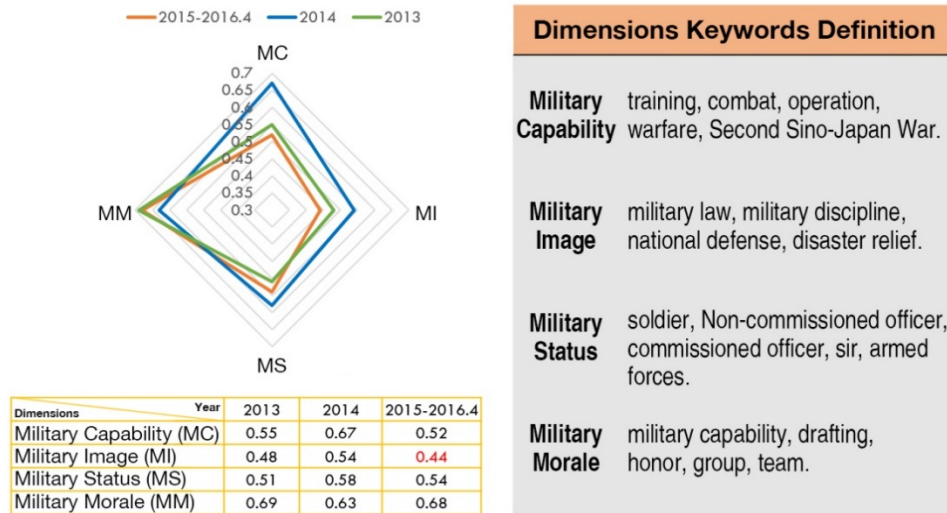 2015-2016.4 2014 2013
MC
0.7
0.65
0.6
0.55
0.5
0.45
0.4
0.35
0.3
MM
MI
MS
Dimensions Year 2013 2014 2015-2016.4
Military Capability (MC) 0.55 0.67 0.52
Military Image (MI) 0.48 0.54 0.44
Military Status (MS) 0.51 0.58 0.54
Military Morale (MM) 0.69 0.63 0.68
Dimensions Keywords Definition
Military training, combat, operation,
Capability warfare, Second Sino-Japan War.
Military military law, military discipline,
Image national defense, disaster relief.
Military soldier, Non-commissioned officer,
Status commissioned officer, sir, armed
forces.
Military military capability, drafting,
Morale honor, group, team.